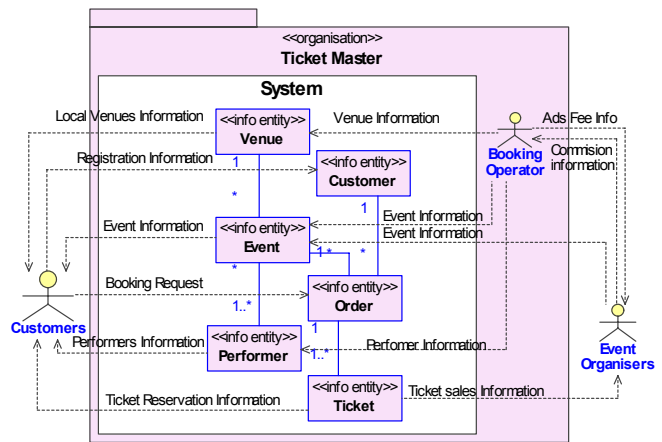 <<organisation>>
Ticket Master
System
<<info entity>>
Venue
Local Venues Information
Venue Information
Ads Fee Info
Booking
Operator
Commision
information
Registration Information
1
<<info entity>>
Customer
*
1
Event Information
<<info entity>>
Event
Event Information
Event Information
1
*
*
*
Booking Request
<<info entity>>
Order
1..*
1
Customers
Event
Organisers
Performers Information
<<info entity>>
Performer
1..*
Perfomer Information
Ticket Reservation Information
<<info entity>>
Ticket
Ticket sales Information